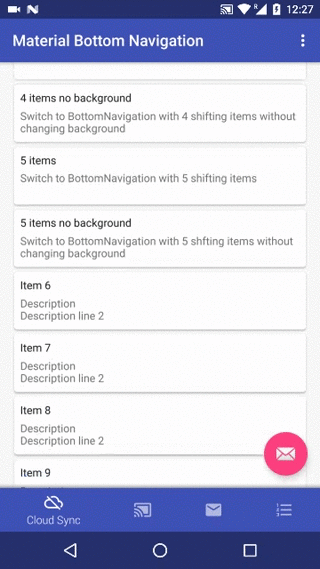 12:27
Material Bottom Navigation
4 items no background
Switch to BottomNavigation with 4 shifting items without
changing background
5 items
Switch to BottomNavigation with 5 shifting items
5 items no background
Switch to BottomNavigation with 5 shfting items without
changing background
Item 6
Description
Description line 2
Item 7
Description
Description line 2
Item 8
Description
Description line 2
Item 9
Cloud Sync